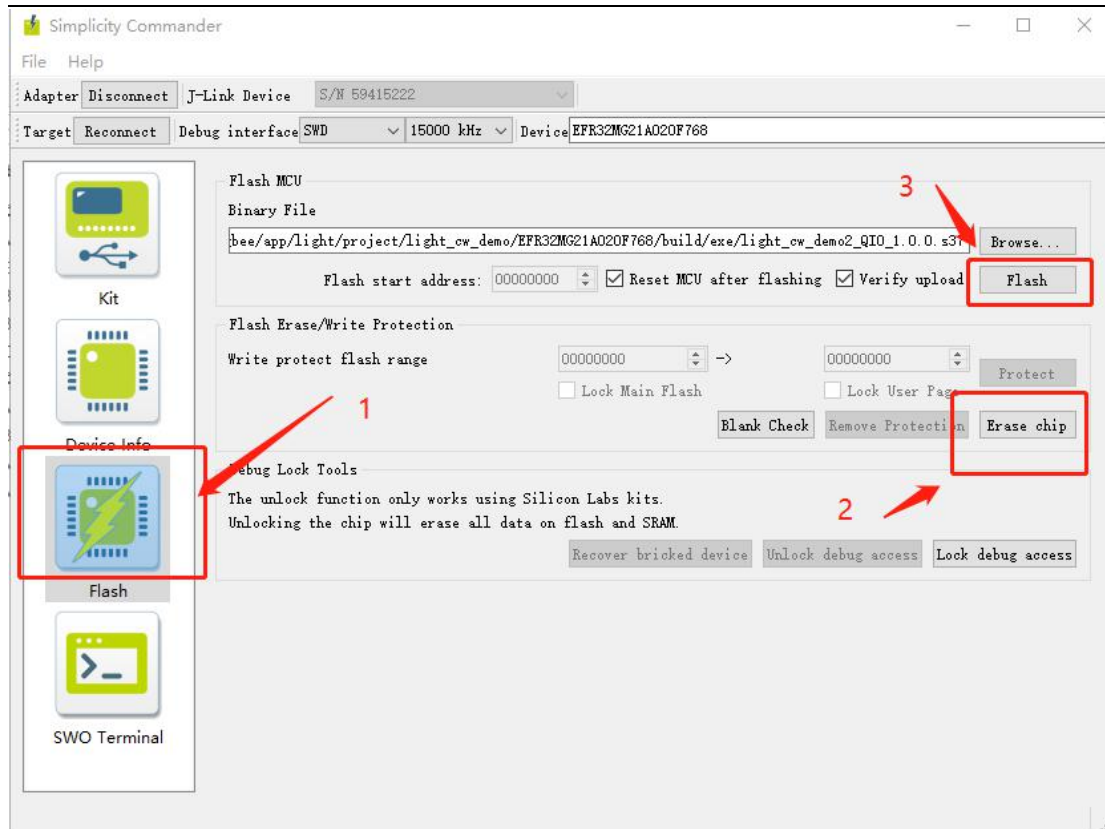 Simplicity Commander
File Help
Adapter Disconnect J-Link Device S/N 59415222
Target Reconnect Debug interface SWD 15000 kHz Device EFR32MG21A020F768
Flash MCU
3
Binary File
bee/app/light/project/light_cw_demo/EFR32MG21A020F768/build/exe/light_cw_demo2_QIO_1.0.0.s37 Browse...
Flash start address: 00000000 Reset MCU after flashing Verify upload Flash
Kit
Flash Erase/Write Protection
Write protect flash range 00000000 -> 00000000 Protect
Lock Main Flash Lock User Page
1
Blank Check Remove Protection Erase chip
Device Info
Debug Lock Tools
The unlock function only works using Silicon Labs kits.
Unlocking the chip will erase all data on flash and SRAM.
2
Recover bricked device Unlock debug access Lock debug access
Flash
SWO Terminal